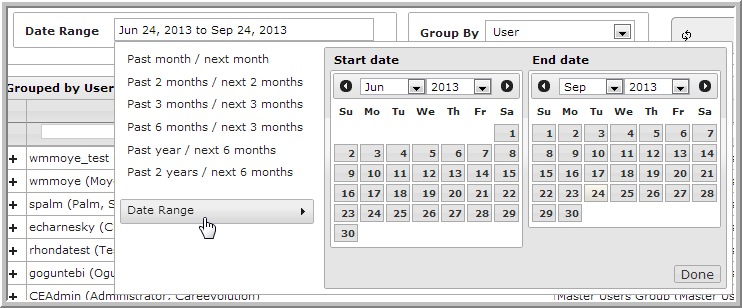 Date Range Jun 24, 2013 to Sep 24, 2013 Group By User
Past month / next month
Past 2 months / next 2 months
Past 3 months / next 3 months
Past 6 months / next 3 months
Past year / next 6 months
Past 2 years / next 6 months
Date Range
Start date
Jun 2013
Su Mo Tu We Th Fr Sa
1
2 3 4 5 6 7 8
9 10 11 12 13 14 15
16 17 18 19 20 21 22
23 24 25 26 27 28 29
30
End date
Sep 2013
Su Mo Tu We Th Fr Sa
1 2 3 4 5 6 7
8 9 10 11 12 13 14
15 16 17 18 19 20 21
22 23 24 25 26 27 28
29 30
Done
Grouped by User
+ wmmoye_test
+ wmmoye (Moy
+ spalm (Palm, S
+ echarnesky (C
+ rhondatest (Te
+ goguntebi (Ogu
+ CEAdmin (Administrator, CareEvolution)
Master Users Group (Master Us